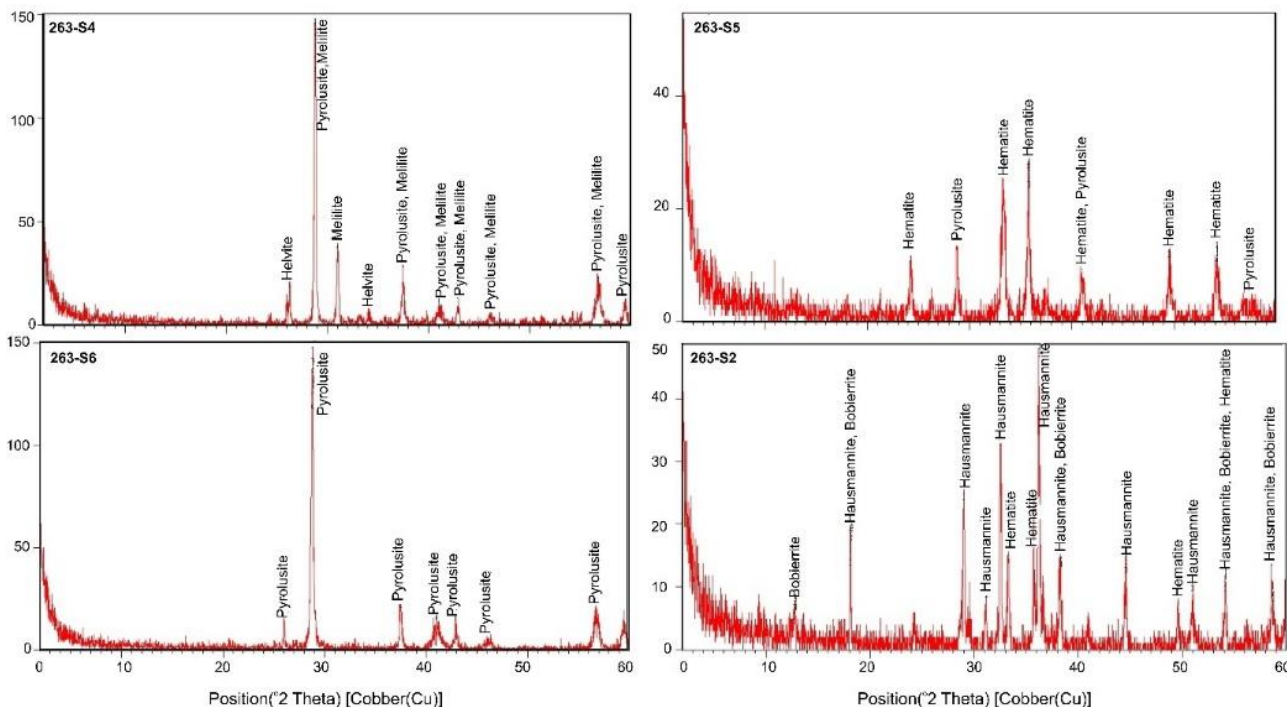 263-S4
150
100
50
0
Helvite
Pyrolusite,Melilite
Melilite
Helvite
Pyrolusite, Melilite
Pyrolusite, Melilite
Pyrolusite, Melilite
Pyrolusite, Melilite
Pyrolusite, Melilite
Pyrolusite
263-S5
40
20
0
Hematite
Pyrolusite
Hematite
Hematite
Hematite, Pyrolusite
Hematite
Hematite
Pyrolusite
263-S6
150
100
50
0
Pyrolusite
Pyrolusite
Pyrolusite
Pyrolusite
Pyrolusite
Pyrolusite
Pyrolusite
0 10 20 30 40 50 60
Position(°2 Theta) [Cobber(Cu)]
263-S2
50
40
30
20
10
0
Bobierrite
Hausmannite, Bobierrite
Hausmannite
Hausmannite
Hausmannite
Hematite
Hematite
Hausmannite
Hausmannite, Bobierrite
Hausmannite
Hematite
Hausmannite
Hausmannite, Bobierrite, Hematite
Hausmannite, Bobierrite
0 10 20 30 40 50 60
Position(°2 Theta) [Cobber(Cu)]